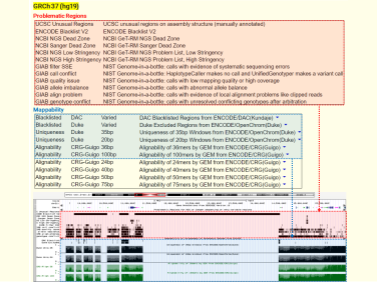 GRCh37 (hg19)
Problematic Regions
UCSC Unusual Regions UCSC unusual regions on assembly structure (manually annotated)
ENCODE Blacklist V2 ENCODE Blacklist V2
NCBI NGS Dead Zone NCBI GeT-RM NGS Dead Zone
NCBI Sanger Dead Zone NCBI GeT-RM Sanger Dead Zone
NCBI NGS Low Stringency NCBI GeT-RM NGS Problem List, Low Stringency
NCBI NGS High Stringency NCBI GeT-RM NGS Problem List, High Stringency
GIAB filter SSE NIST Genome-in-a-bottle: calls with evidence of systematic sequencing errors
GIAB call conflict NIST Genome-in-a-bottle: HaplotypeCaller makes no call and UnifiedGenotyper makes a variant call
GIAB quality issue NIST Genome-in-a-bottle: calls with low mapping quality or high coverage
GIAB allele imbalance NIST Genome-in-a-bottle: calls with abnormal allele balance
GIAB align problem NIST Genome-in-a-bottle: calls with evidence of local alignment problems like clipped reads
GIAB genotype conflict NIST Genome-in-a-bottle: calls with unresolved conflicting genotypes after arbitration
Mappability
Blacklisted DAC Varied DAC Blacklisted Regions from ENCODE/DAC(Kundaje)
Blacklisted Duke Varied Duke Excluded Regions from ENCODE/OpenChrom(Duke)
Uniqueness Duke 35bp Uniqueness of 35bp Windows from ENCODE/OpenChrom(Duke)
Uniqueness Duke 20bp Uniqueness of 20bp Windows from ENCODE/OpenChrom(Duke)
Alignability CRG-Guigo 36bp Alignability of 36mers by GEM from ENCODE/CRG(Guigo)
Alignability CRG-Guigo 100bp Alignability of 100mers by GEM from ENCODE/CRG(Guigo)
Alignability CRG-Guigo 24bp Alignability of 24mers by GEM from ENCODE/CRG(Guigo)
Alignability CRG-Guigo 40bp Alignability of 40mers by GEM from ENCODE/CRG(Guigo)
Alignability CRG-Guigo 50bp Alignability of 50mers by GEM from ENCODE/CRG(Guigo)
Alignability CRG-Guigo 75bp Alignability of 75mers by GEM from ENCODE/CRG(Guigo)